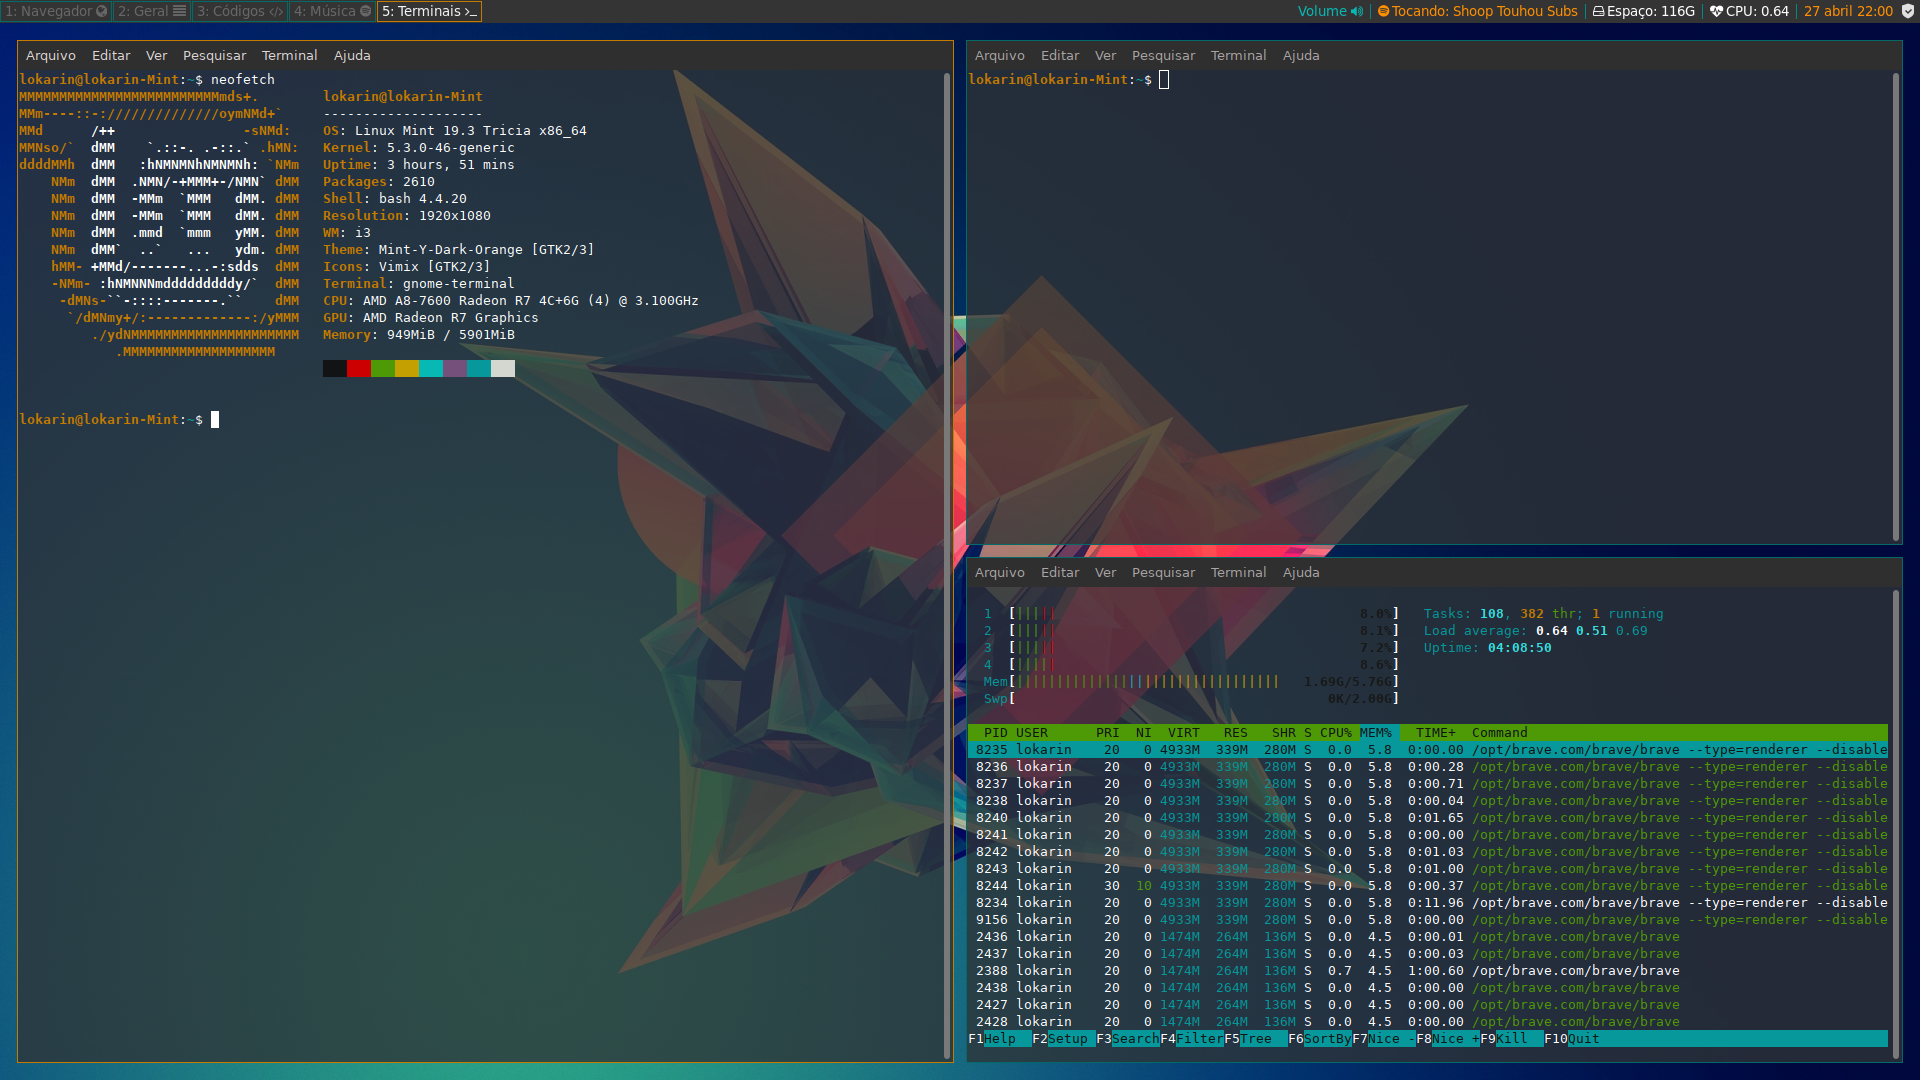 1: Navegador 2: Geral 3: Códigos </> 4: Música 5: Terminais >_ Volume Tocando: Shoop Touhou Subs Espaço: 116G CPU: 0.64 27 abril 22:00
Arquivo Editar Ver Pesquisar Terminal Ajuda
lokarin@lokarin-Mint:~$ neofetch
MMMMMMMMMMMMMMMMMMMMMMMMMmds+.
MMm----::-://////////////oymNMd+`
MMd /++ -sNMd:
MMNso/` dMM `.::-. .-::.` .hMN:
ddddMMh dMM :hNMNMNhNMNMNh: `NMm
NMm dMM .NMN/-+MMM+-/NMN` dMM
NMm dMM -MMm `MMM dMM. dMM
NMm dMM -MMm `MMM dMM. dMM
NMm dMM .mmd `mmm yMM. dMM
NMm dMM` ..` ... ydm. dMM
hMM- +MMd/-------...-:sdds dMM
-NMm- :hNMNNNmdddddddddy/` dMM
-dMNs-``-::::-------.`` dMM
`/dMNmy+/:-------------:/yMMM
./ydNMMMMMMMMMMMMMMMMMMMMM
.MMMMMMMMMMMMMMMMMMM
lokarin@lokarin-Mint
--------------------
OS: Linux Mint 19.3 Tricia x86_64
Kernel: 5.3.0-46-generic
Uptime: 3 hours, 51 mins
Packages: 2610
Shell: bash 4.4.20
Resolution: 1920x1080
WM: i3
Theme: Mint-Y-Dark-Orange [GTK2/3]
Icons: Vimix [GTK2/3]
Terminal: gnome-terminal
CPU: AMD A8-7600 Radeon R7 4C+6G (4) @ 3.100GHz
GPU: AMD Radeon R7 Graphics
Memory: 949MiB / 5901MiB
lokarin@lokarin-Mint:~$
Arquivo Editar Ver Pesquisar Terminal Ajuda
lokarin@lokarin-Mint:~$
Arquivo Editar Ver Pesquisar Terminal Ajuda
1 [||||| 8.0%] Tasks: 108, 382 thr; 1 running
2 [||||| 8.1%] Load average: 0.64 0.51 0.69
3 [||||| 7.2%] Uptime: 04:08:50
4 [||||| 8.6%]
Mem[||||||||||||||||||||||||||||||||| 1.69G/5.76G]
Swp[ 0K/2.00G]
PID USER PRI NI VIRT RES SHR S CPU% MEM% TIME+ Command
8235 lokarin 20 0 4933M 339M 280M S 0.0 5.8 0:00.00 /opt/brave.com/brave/brave --type=renderer --disable
8236 lokarin 20 0 4933M 339M 280M S 0.0 5.8 0:00.28 /opt/brave.com/brave/brave --type=renderer --disable
8237 lokarin 20 0 4933M 339M 280M S 0.0 5.8 0:00.71 /opt/brave.com/brave/brave --type=renderer --disable
8238 lokarin 20 0 4933M 339M 280M S 0.0 5.8 0:00.04 /opt/brave.com/brave/brave --type=renderer --disable
8240 lokarin 20 0 4933M 339M 280M S 0.0 5.8 0:01.65 /opt/brave.com/brave/brave --type=renderer --disable
8241 lokarin 20 0 4933M 339M 280M S 0.0 5.8 0:00.00 /opt/brave.com/brave/brave --type=renderer --disable
8242 lokarin 20 0 4933M 339M 280M S 0.0 5.8 0:01.03 /opt/brave.com/brave/brave --type=renderer --disable
8243 lokarin 20 0 4933M 339M 280M S 0.0 5.8 0:01.00 /opt/brave.com/brave/brave --type=renderer --disable
8244 lokarin 30 10 4933M 339M 280M S 0.0 5.8 0:00.37 /opt/brave.com/brave/brave --type=renderer --disable
8234 lokarin 20 0 4933M 339M 280M S 0.0 5.8 0:11.96 /opt/brave.com/brave/brave --type=renderer --disable
9156 lokarin 20 0 4933M 339M 280M S 0.0 5.8 0:00.00 /opt/brave.com/brave/brave --type=renderer --disable
2436 lokarin 20 0 1474M 264M 136M S 0.0 4.5 0:00.01 /opt/brave.com/brave/brave
2437 lokarin 20 0 1474M 264M 136M S 0.0 4.5 0:00.03 /opt/brave.com/brave/brave
2388 lokarin 20 0 1474M 264M 136M S 0.7 4.5 1:00.60 /opt/brave.com/brave/brave
2438 lokarin 20 0 1474M 264M 136M S 0.0 4.5 0:00.00 /opt/brave.com/brave/brave
2427 lokarin 20 0 1474M 264M 136M S 0.0 4.5 0:00.00 /opt/brave.com/brave/brave
2428 lokarin 20 0 1474M 264M 136M S 0.0 4.5 0:00.00 /opt/brave.com/brave/brave
F1Help F2Setup F3SearchF4FilterF5Tree F6SortByF7Nice -F8Nice +F9Kill F10Quit